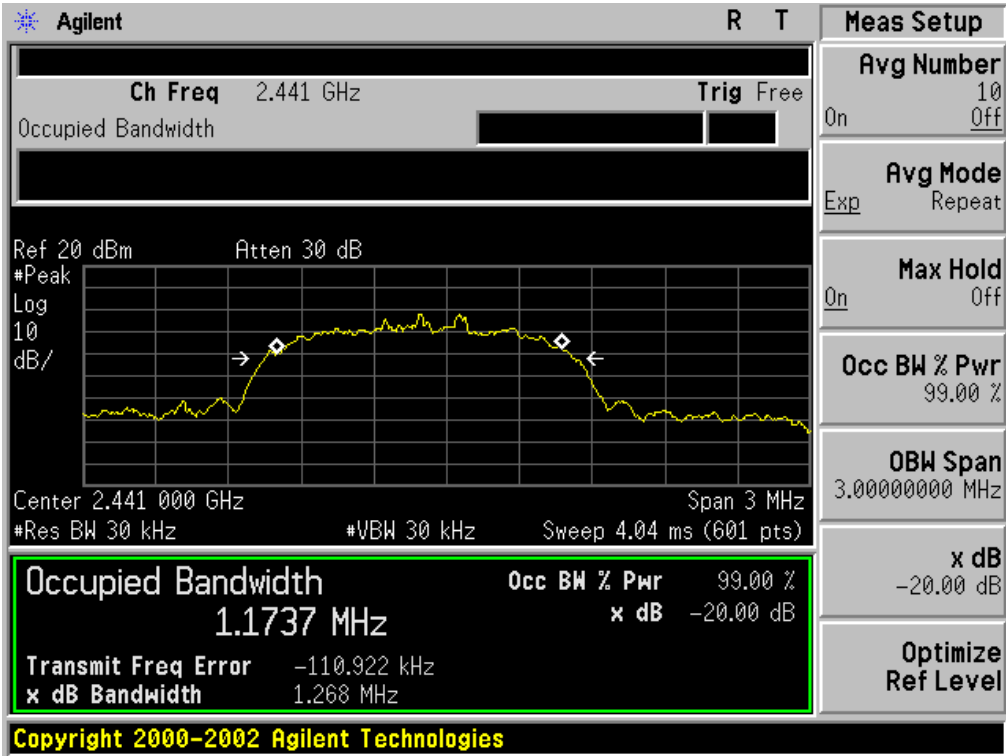 Agilent R T
Meas Setup
Ch Freq 2.441 GHz Trig Free
Occupied Bandwidth
Ref 20 dBm Atten 30 dB
#Peak
Log
10
dB/
Center 2.441 000 GHz Span 3 MHz
#Res BW 30 kHz #VBW 30 kHz Sweep 4.04 ms (601 pts)
Occupied Bandwidth Occ BW % Pwr 99.00 %
1.1737 MHz x dB -20.00 dB
Transmit Freq Error -110.922 kHz
x dB Bandwidth 1.268 MHz
Avg Number
10
On Off
Avg Mode
Exp Repeat
Max Hold
On Off
Occ BW % Pwr
99.00 %
OBW Span
3.00000000 MHz
x dB
-20.00 dB
Optimize
Ref Level
Copyright 2000-2002 Agilent Technologies